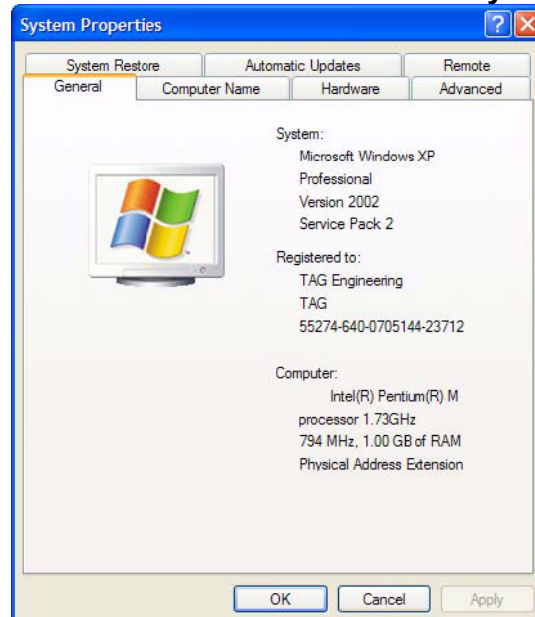 System Properties
System Restore Automatic Updates Remote
General Computer Name Hardware Advanced
System:
Microsoft Windows XP
Professional
Version 2002
Service Pack 2
Registered to:
TAG Engineering
TAG
55274-640-0705144-23712
Computer:
Intel(R) Pentium(R) M
processor 1.73GHz
794 MHz, 1.00 GB of RAM
Physical Address Extension
OK Cancel Apply